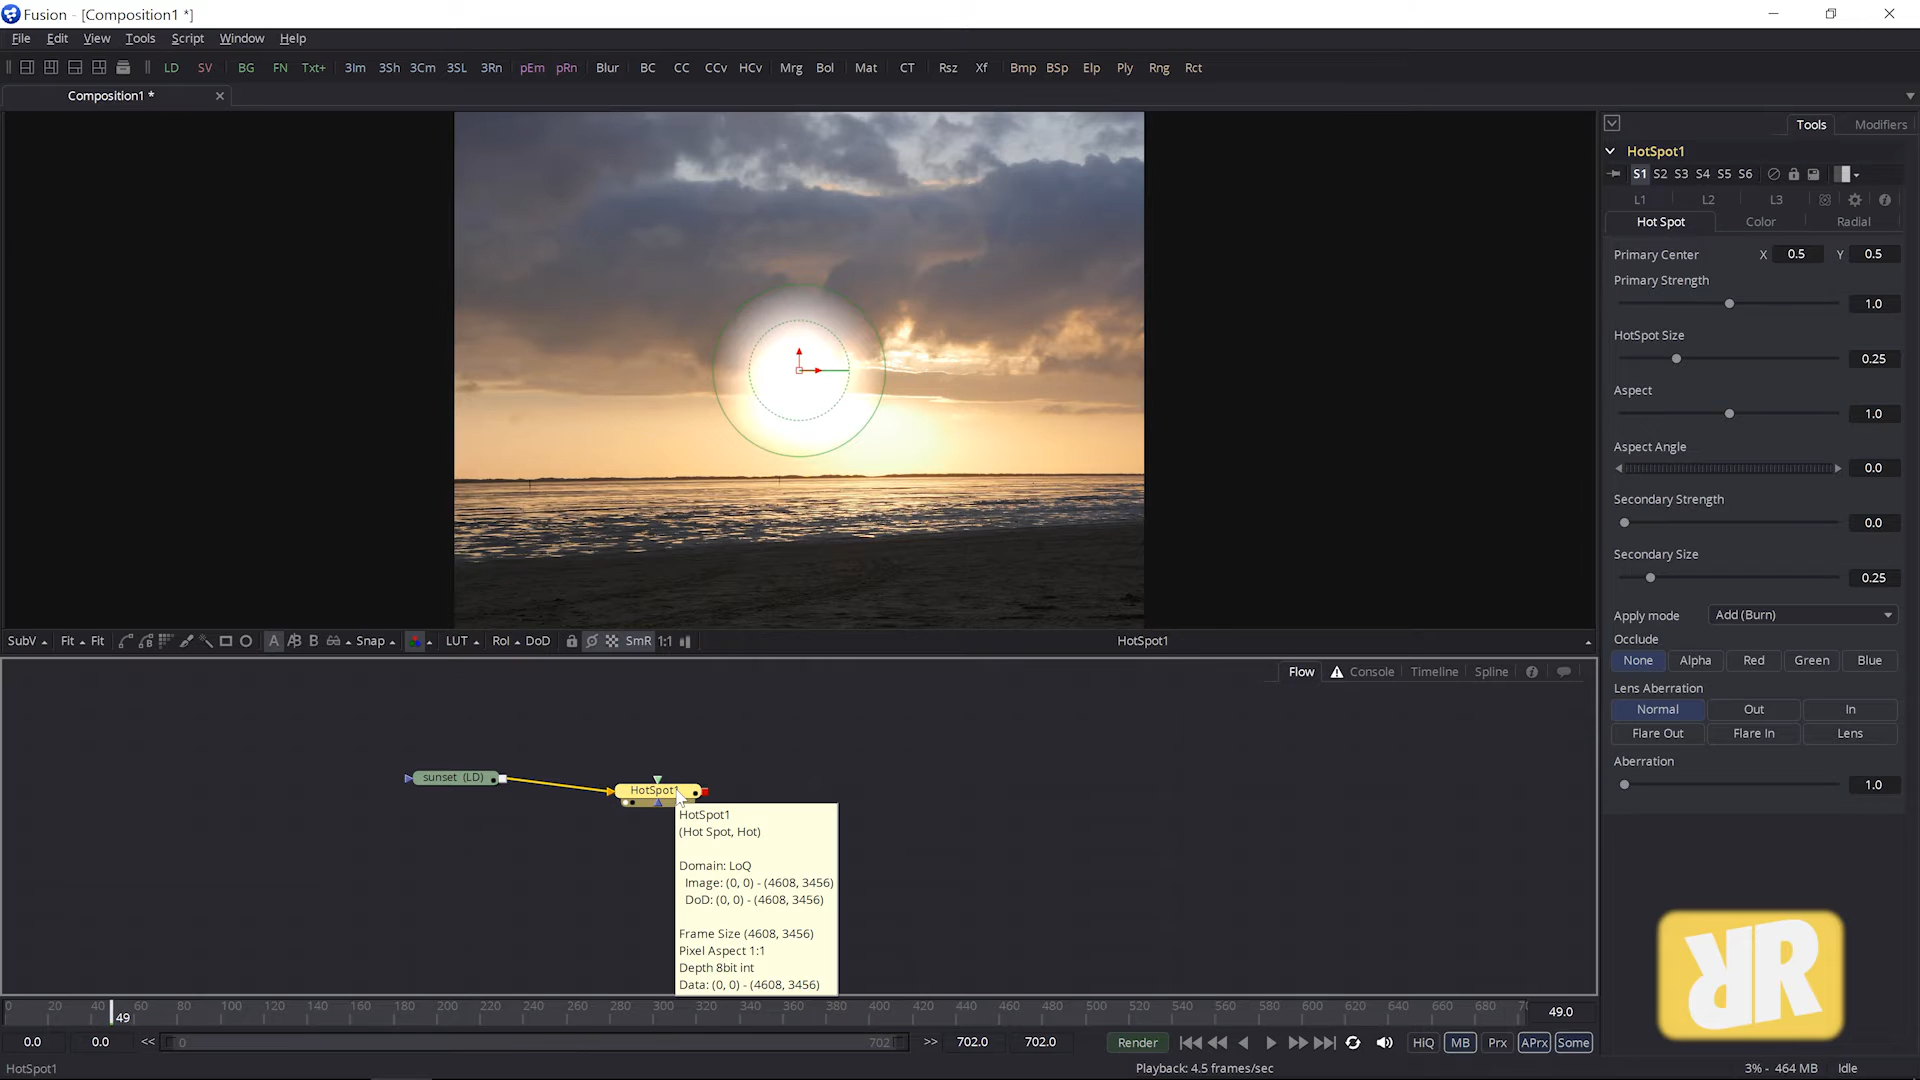 Fusion - [Composition1 *]
File Edit View Tools Script Window Help
LD SV BG FN Txt+ 3Im 3Sh 3Cm 3SL 3Rn pEm pRn Blur BC CC CCv HCv Mrg Bol Mat CT Rsz Xf Bmp BSp Elp Ply Rng Rct
Composition1 *
Tools Modifiers
HotSpot1
S1 S2 S3 S4 S5 S6
L1 L2 L3
Hot Spot Color Radial
Primary Center X 0.5 Y 0.5
Primary Strength
1.0
HotSpot Size
0.25
Aspect
1.0
Aspect Angle
0.0
Secondary Strength
0.0
Secondary Size
0.25
Apply mode Add (Burn)
Occlude
None Alpha Red Green Blue
Lens Aberration
Normal Out In
Flare Out Flare In Lens
Aberration
1.0
SubV Fit Fit A A|B B Snap LUT RoI DoD SmR 1:1 HotSpot1
Flow Console Timeline Spline
sunset (LD)
HotSpot1
HotSpot1
(Hot Spot, Hot)
Domain: LoQ
Image: (0, 0) - (4608, 3456)
DoD: (0, 0) - (4608, 3456)
Frame Size (4608, 3456)
Pixel Aspect 1:1
Depth 8bit int
Data: (0, 0) - (4608, 3456)
0 20 40 60 80 100 120 140 160 180 200 220 240 260 280 300 320 340 360 380 400 420 440 460 480 500 520 540 560 580 600 620 640 660 680
49
49.0
0.0 0.0 << 0 702 >> 702.0 702.0 Render HiQ MB Prx APrx Some
HotSpot1 Playback: 4.5 frames/sec 3% - 464 MB Idle